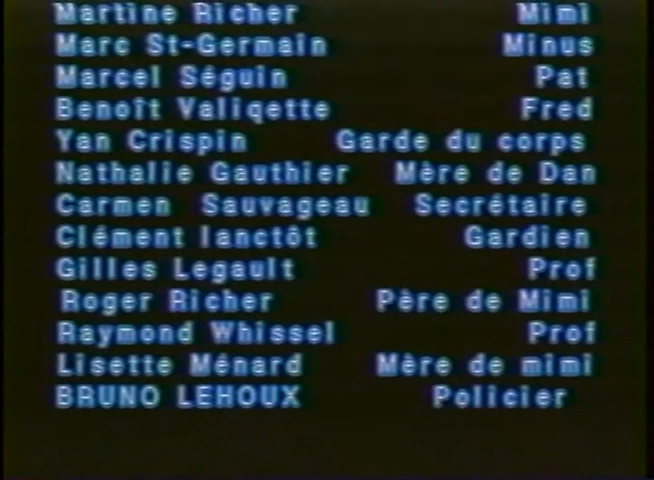 Martine Richer Mimi
Marc St-Germain Minus
Marcel Séguin Pat
Benoît Valiqette Fred
Yan Crispin Garde du corps
Nathalie Gauthier Mère de Dan
Carmen Sauvageau Secrétaire
Clément lanctôt Gardien
Gilles Legault Prof
Roger Richer Père de Mimi
Raymond Whissel Prof
Lisette Ménard Mère de mimi
BRUNO LEHOUX Policier